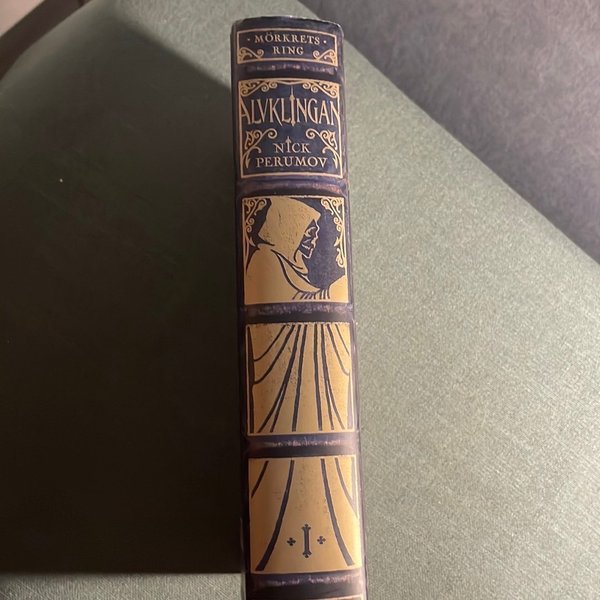 · MÖRKRETS ·
RING
ALVKLINGAN
NICK
PERUMOV
I